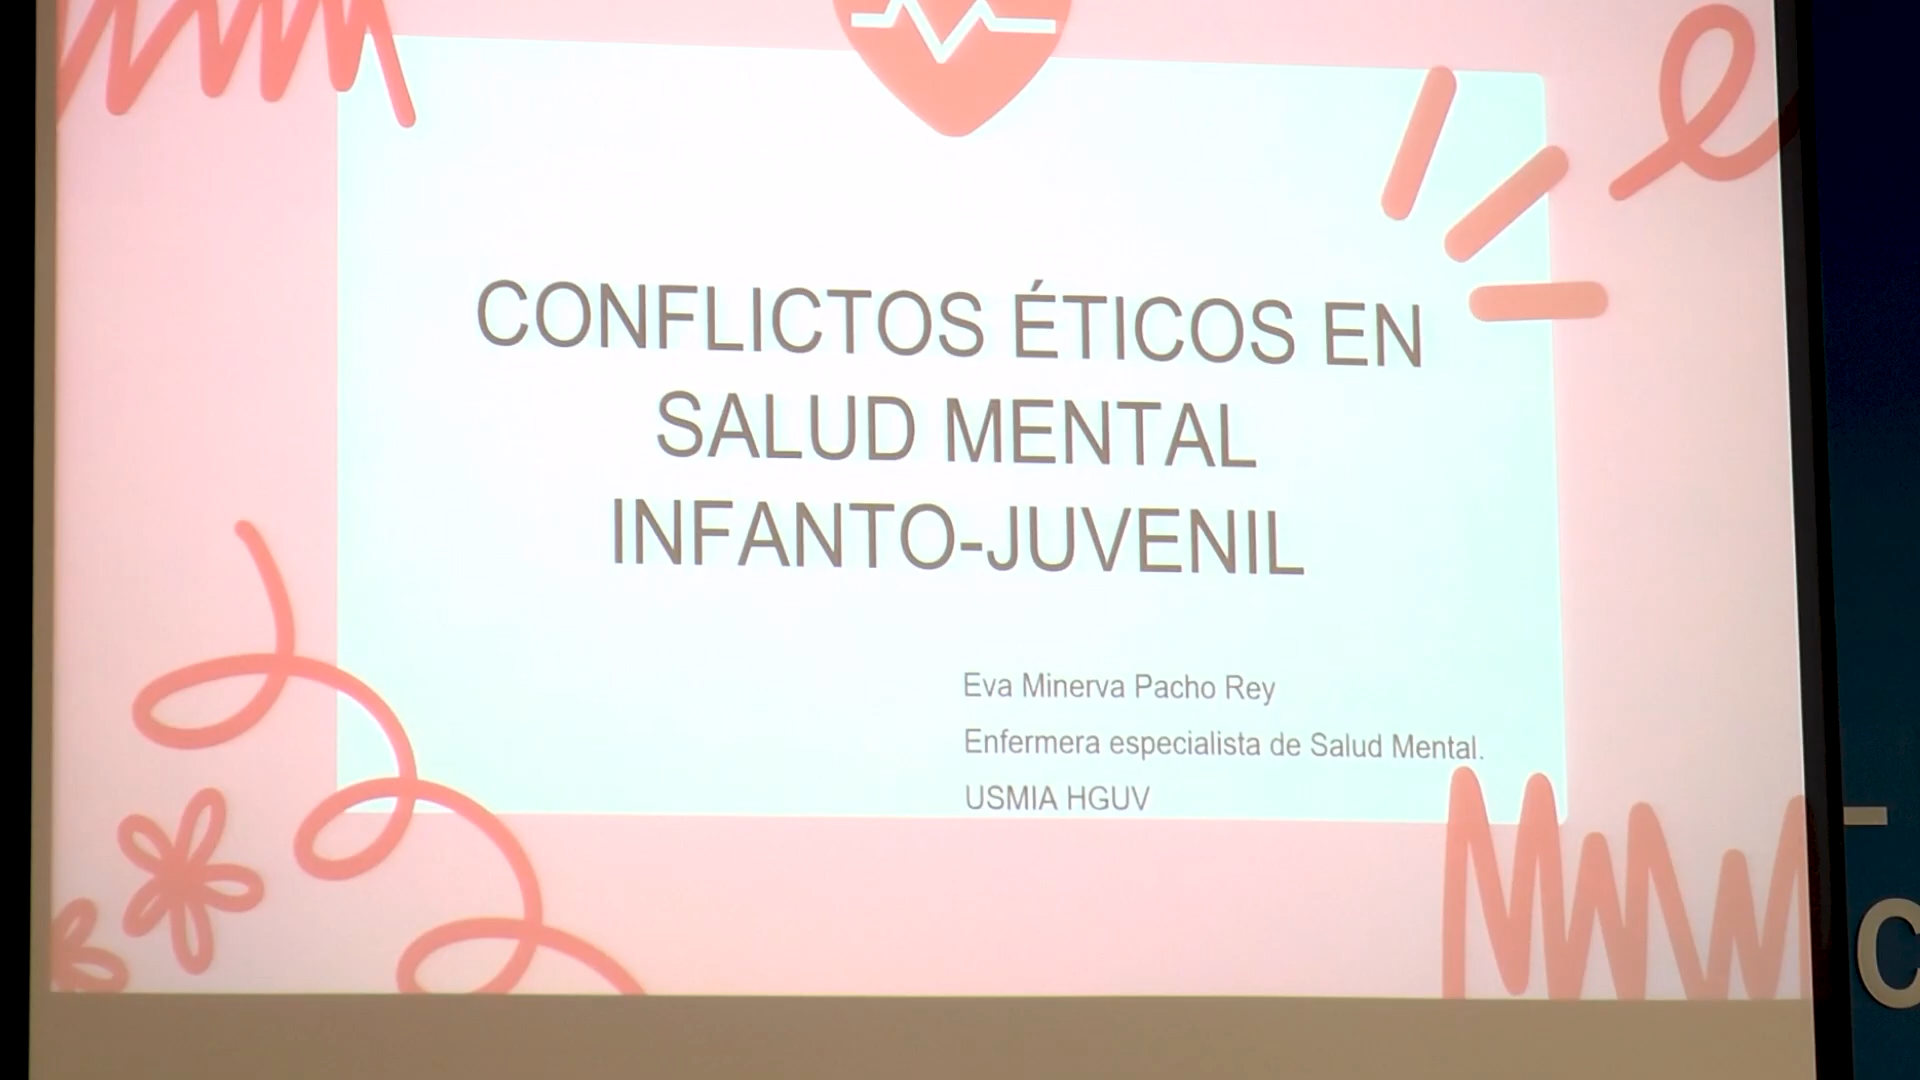 CONFLICTOS ÉTICOS EN
SALUD MENTAL
INFANTO-JUVENIL
Eva Minerva Pacho Rey
Enfermera especialista de Salud Mental.
USMIA HGUV
C